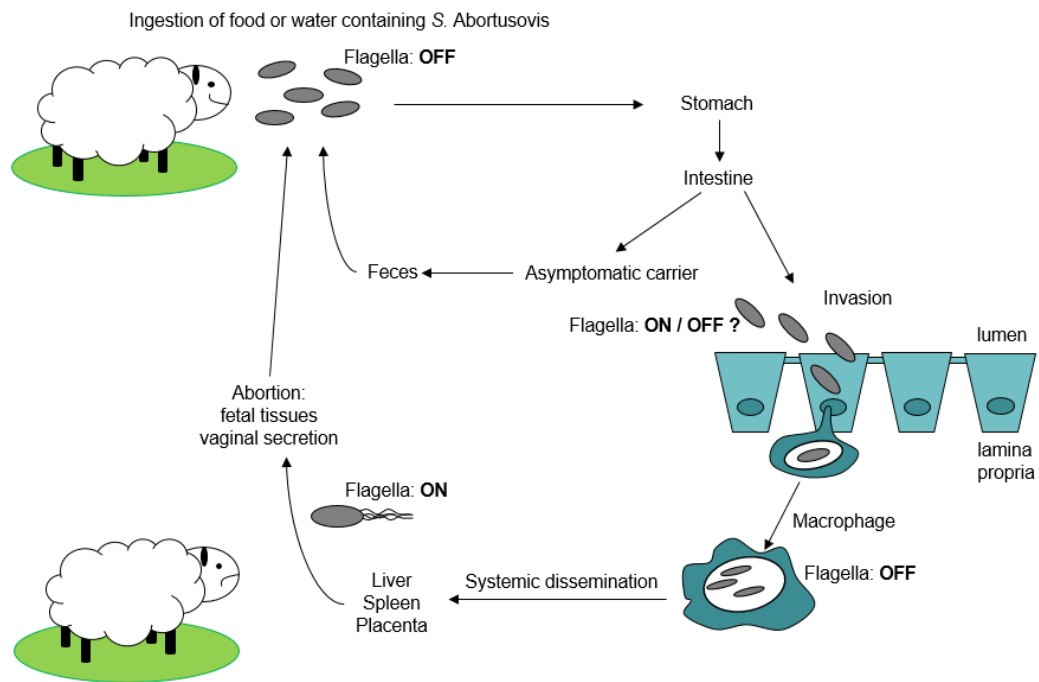 Ingestion of food or water containing S. Abortusovis
Flagella: OFF
Stomach
Intestine
Feces
Asymptomatic carrier
Invasion
Flagella: ON / OFF ?
lumen
Abortion:
fetal tissues
vaginal secretion
lamina
propria
Flagella: ON
Macrophage
Flagella: OFF
Systemic dissemination
Liver
Spleen
Placenta